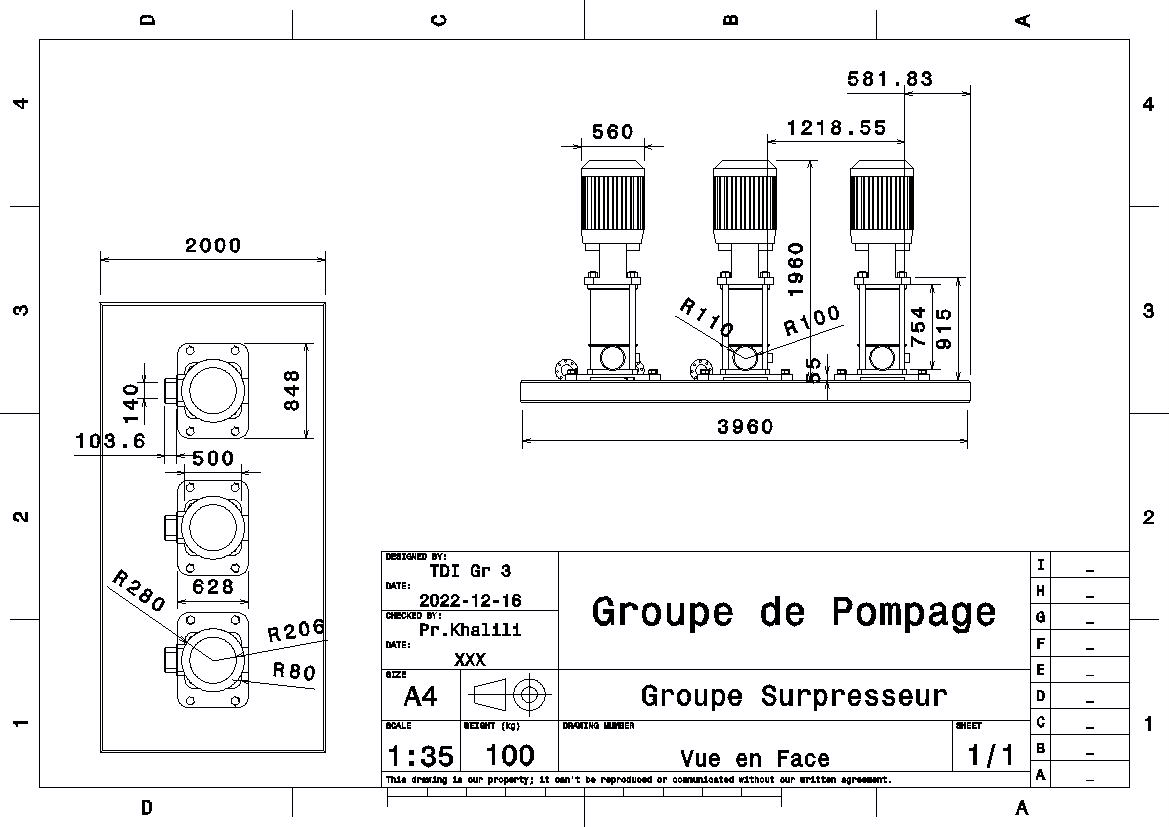 D C B A
4 4
581.83
560
1218.55
2000
1960
3 3
R110
R100
754
915
55
848
140
103.6
3960
500
2 2
628
R280
R206
R80
1 1
DESIGNED BY:
TDI Gr 3
DATE:
2022-12-16
CHECKED BY:
Pr.Khalili
DATE:
XXX
Groupe de Pompage
SIZE
A4
Groupe Surpresseur
SCALE
1:35
WEIGHT (kg)
100
DRAWING NUMBER
Vue en Face
SHEET
1/1
This drawing is our property; it can't be reproduced or communicated without our written agreement.
I _
H _
G _
F _
E _
D _
C _
B _
A _
D A